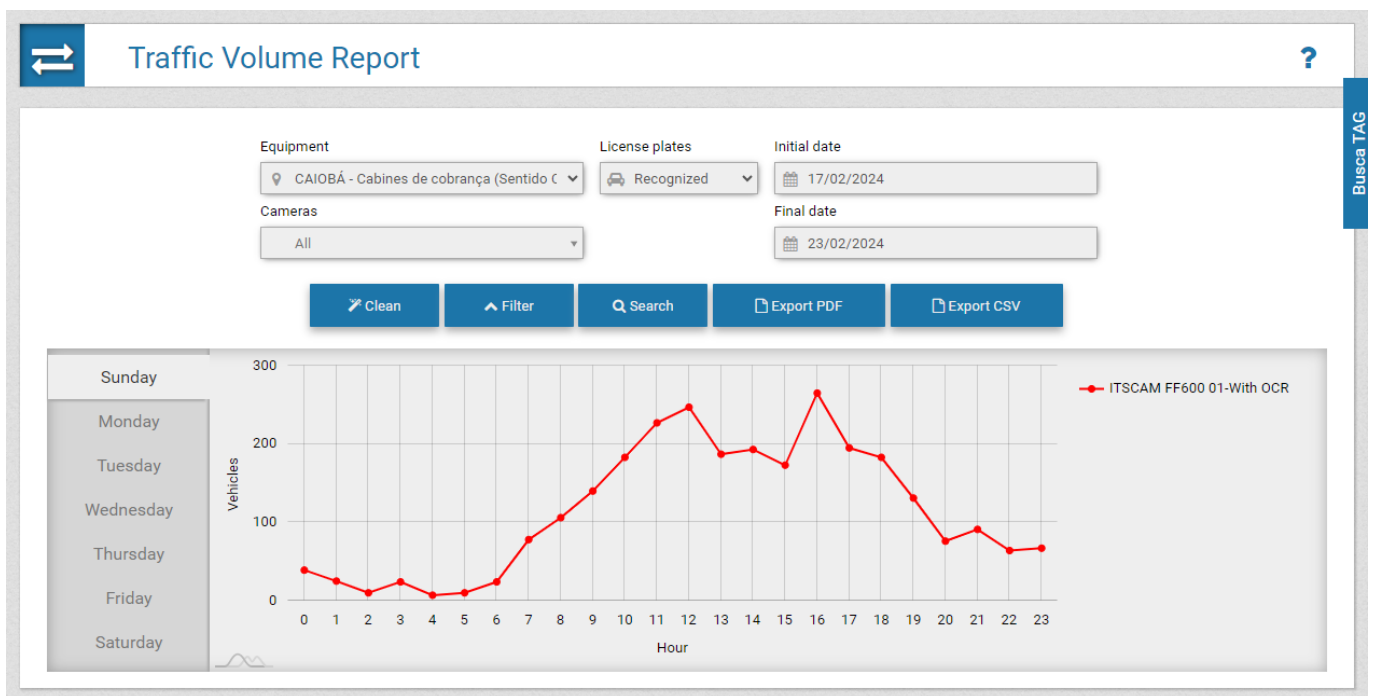 Traffic Volume Report
?
Busca TAG
Equipment
License plates
Initial date
CAIOBÁ - Cabines de cobrança (Sentido C
Recognized
17/02/2024
Cameras
Final date
All
23/02/2024
Clean
Filter
Search
Export PDF
Export CSV
Sunday
Monday
Tuesday
Wednesday
Thursday
Friday
Saturday
Vehicles
300
200
100
0
0 1 2 3 4 5 6 7 8 9 10 11 12 13 14 15 16 17 18 19 20 21 22 23
Hour
ITSCAM FF600 01-With OCR